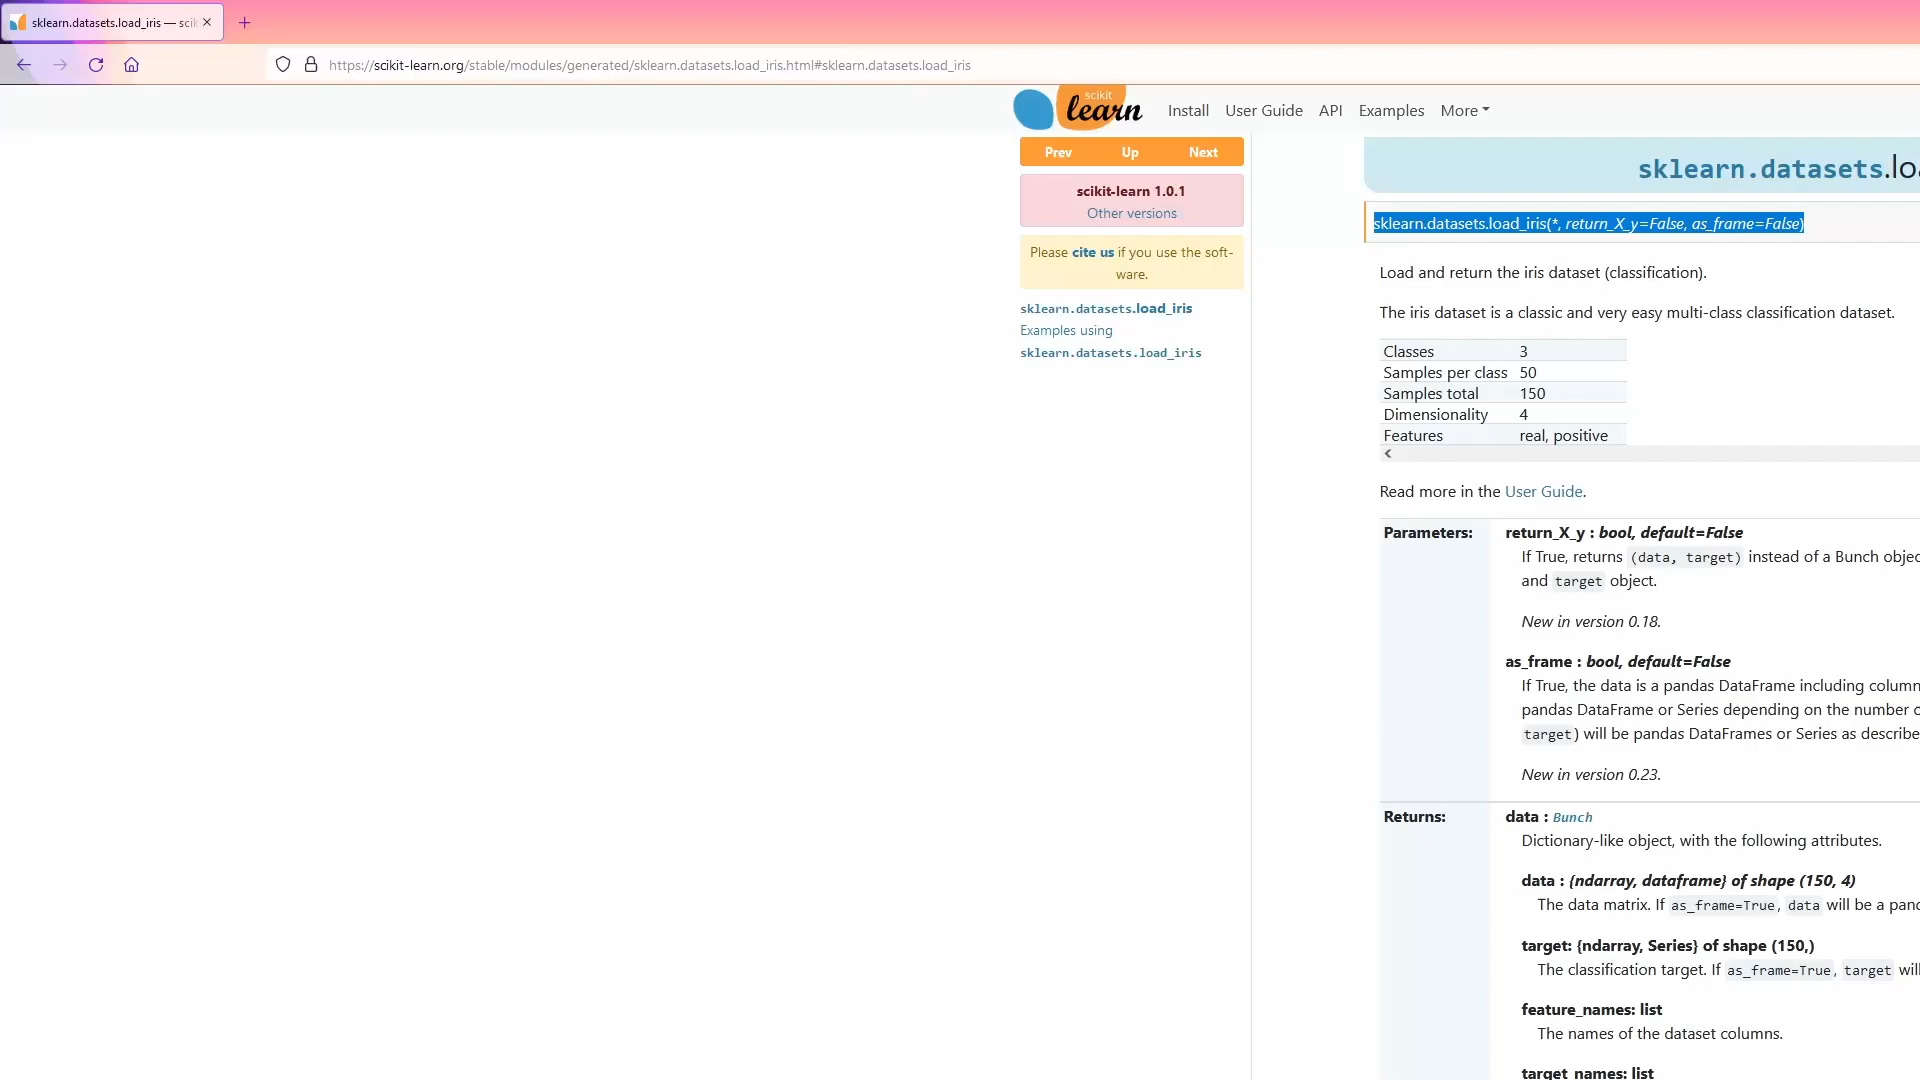 sklearn.datasets.load_iris — scik
https://scikit-learn.org/stable/modules/generated/sklearn.datasets.load_iris.html#sklearn.datasets.load_iris
scikit
learn
Install User Guide API Examples More
Prev Up Next
scikit-learn 1.0.1
Other versions
Please cite us if you use the soft-
ware.
sklearn.datasets.load_iris
Examples using
sklearn.datasets.load_iris
sklearn.datasets.lo
sklearn.datasets.load_iris(*, return_X_y=False, as_frame=False)
Load and return the iris dataset (classification).
The iris dataset is a classic and very easy multi-class classification dataset.
Classes 3
Samples per class 50
Samples total 150
Dimensionality 4
Features real, positive
Read more in the User Guide.
Parameters:
return_X_y : bool, default=False
If True, returns (data, target) instead of a Bunch objec
and target object.
New in version 0.18.
as_frame : bool, default=False
If True, the data is a pandas DataFrame including column
pandas DataFrame or Series depending on the number
target) will be pandas DataFrames or Series as describe
New in version 0.23.
Returns:
data : Bunch
Dictionary-like object, with the following attributes.
data : {ndarray, dataframe} of shape (150, 4)
The data matrix. If as_frame=True, data will be a pand
target: {ndarray, Series} of shape (150,)
The classification target. If as_frame=True, target will
feature_names: list
The names of the dataset columns.
target_names: list